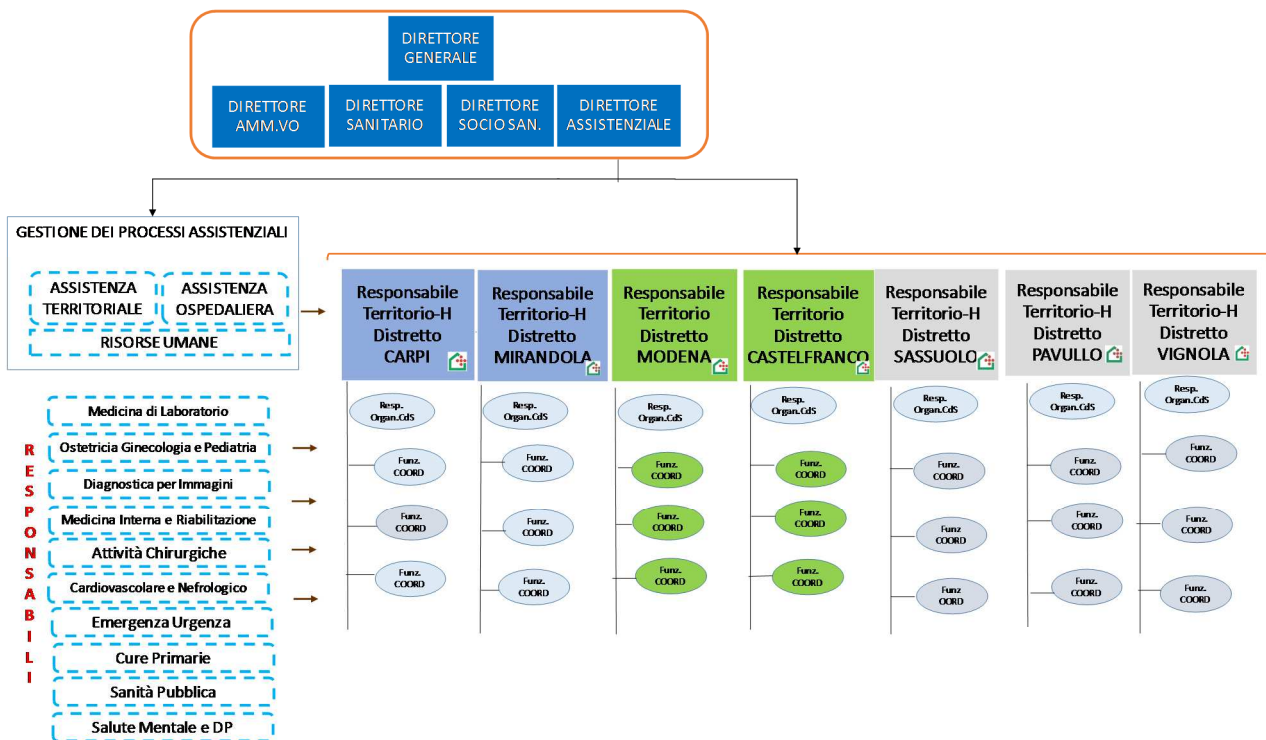 DIRETTORE
GENERALE
DIRETTORE
AMM.VO
DIRETTORE
SANITARIO
DIRETTORE
SOCIO SAN.
DIRETTORE
ASSISTENZIALE
GESTIONE DEI PROCESSI ASSISTENZIALI
ASSISTENZA
TERRITORIALE
ASSISTENZA
OSPEDALIERA
RISORSE UMANE
Responsabile
Territorio-H
Distretto
CARPI
Responsabile
Territorio-H
Distretto
MIRANDOLA
Responsabile
Territorio
Distretto
MODENA
Responsabile
Territorio
Distretto
CASTELFRANCO
Responsabile
Territorio-H
Distretto
SASSUOLO
Responsabile
Territorio-H
Distretto
PAVULLO
Responsabile
Territorio-H
Distretto
VIGNOLA
RESPONSABILI
Medicina di Laboratorio
Ostetricia Ginecologia e Pediatria
Diagnostica per Immagini
Medicina Interna e Riabilitazione
Attività Chirurgiche
Cardiovascolare e Nefrologico
Emergenza Urgenza
Cure Primarie
Sanità Pubblica
Salute Mentale e DP
Resp.
Organ.CdS
Funz.
COORD
Funz.
COORD
Funz.
COORD
Resp.
Organ.CdS
Funz.
COORD
Funz.
COORD
Funz.
COORD
Resp.
Organ.CdS
Funz.
COORD
Funz.
COORD
Funz.
COORD
Resp.
Organ.CdS
Funz.
COORD
Funz.
COORD
Funz.
COORD
Resp.
Organ.CdS
Funz.
COORD
Funz
COORD
Funz
OORD
Resp.
Organ.CdS
Funz.
COORD
Funz.
COORD
Funz.
COORD
Resp.
Organ.CdS
Funz.
COORD
Funz.
COORD
Funz.
COORD